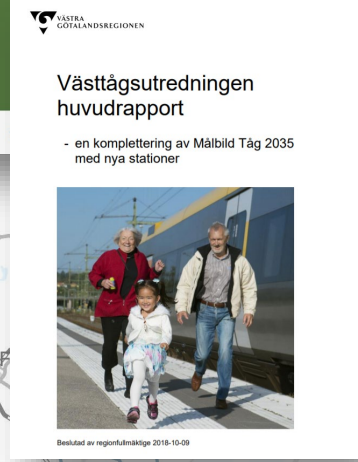 VÄSTRA
GÖTALANDSREGIONEN
Västtågsutredningen
huvudrapport
- en komplettering av Målbild Tåg 2035
med nya stationer
Beslutad av regionfullmäktige 2018-10-09